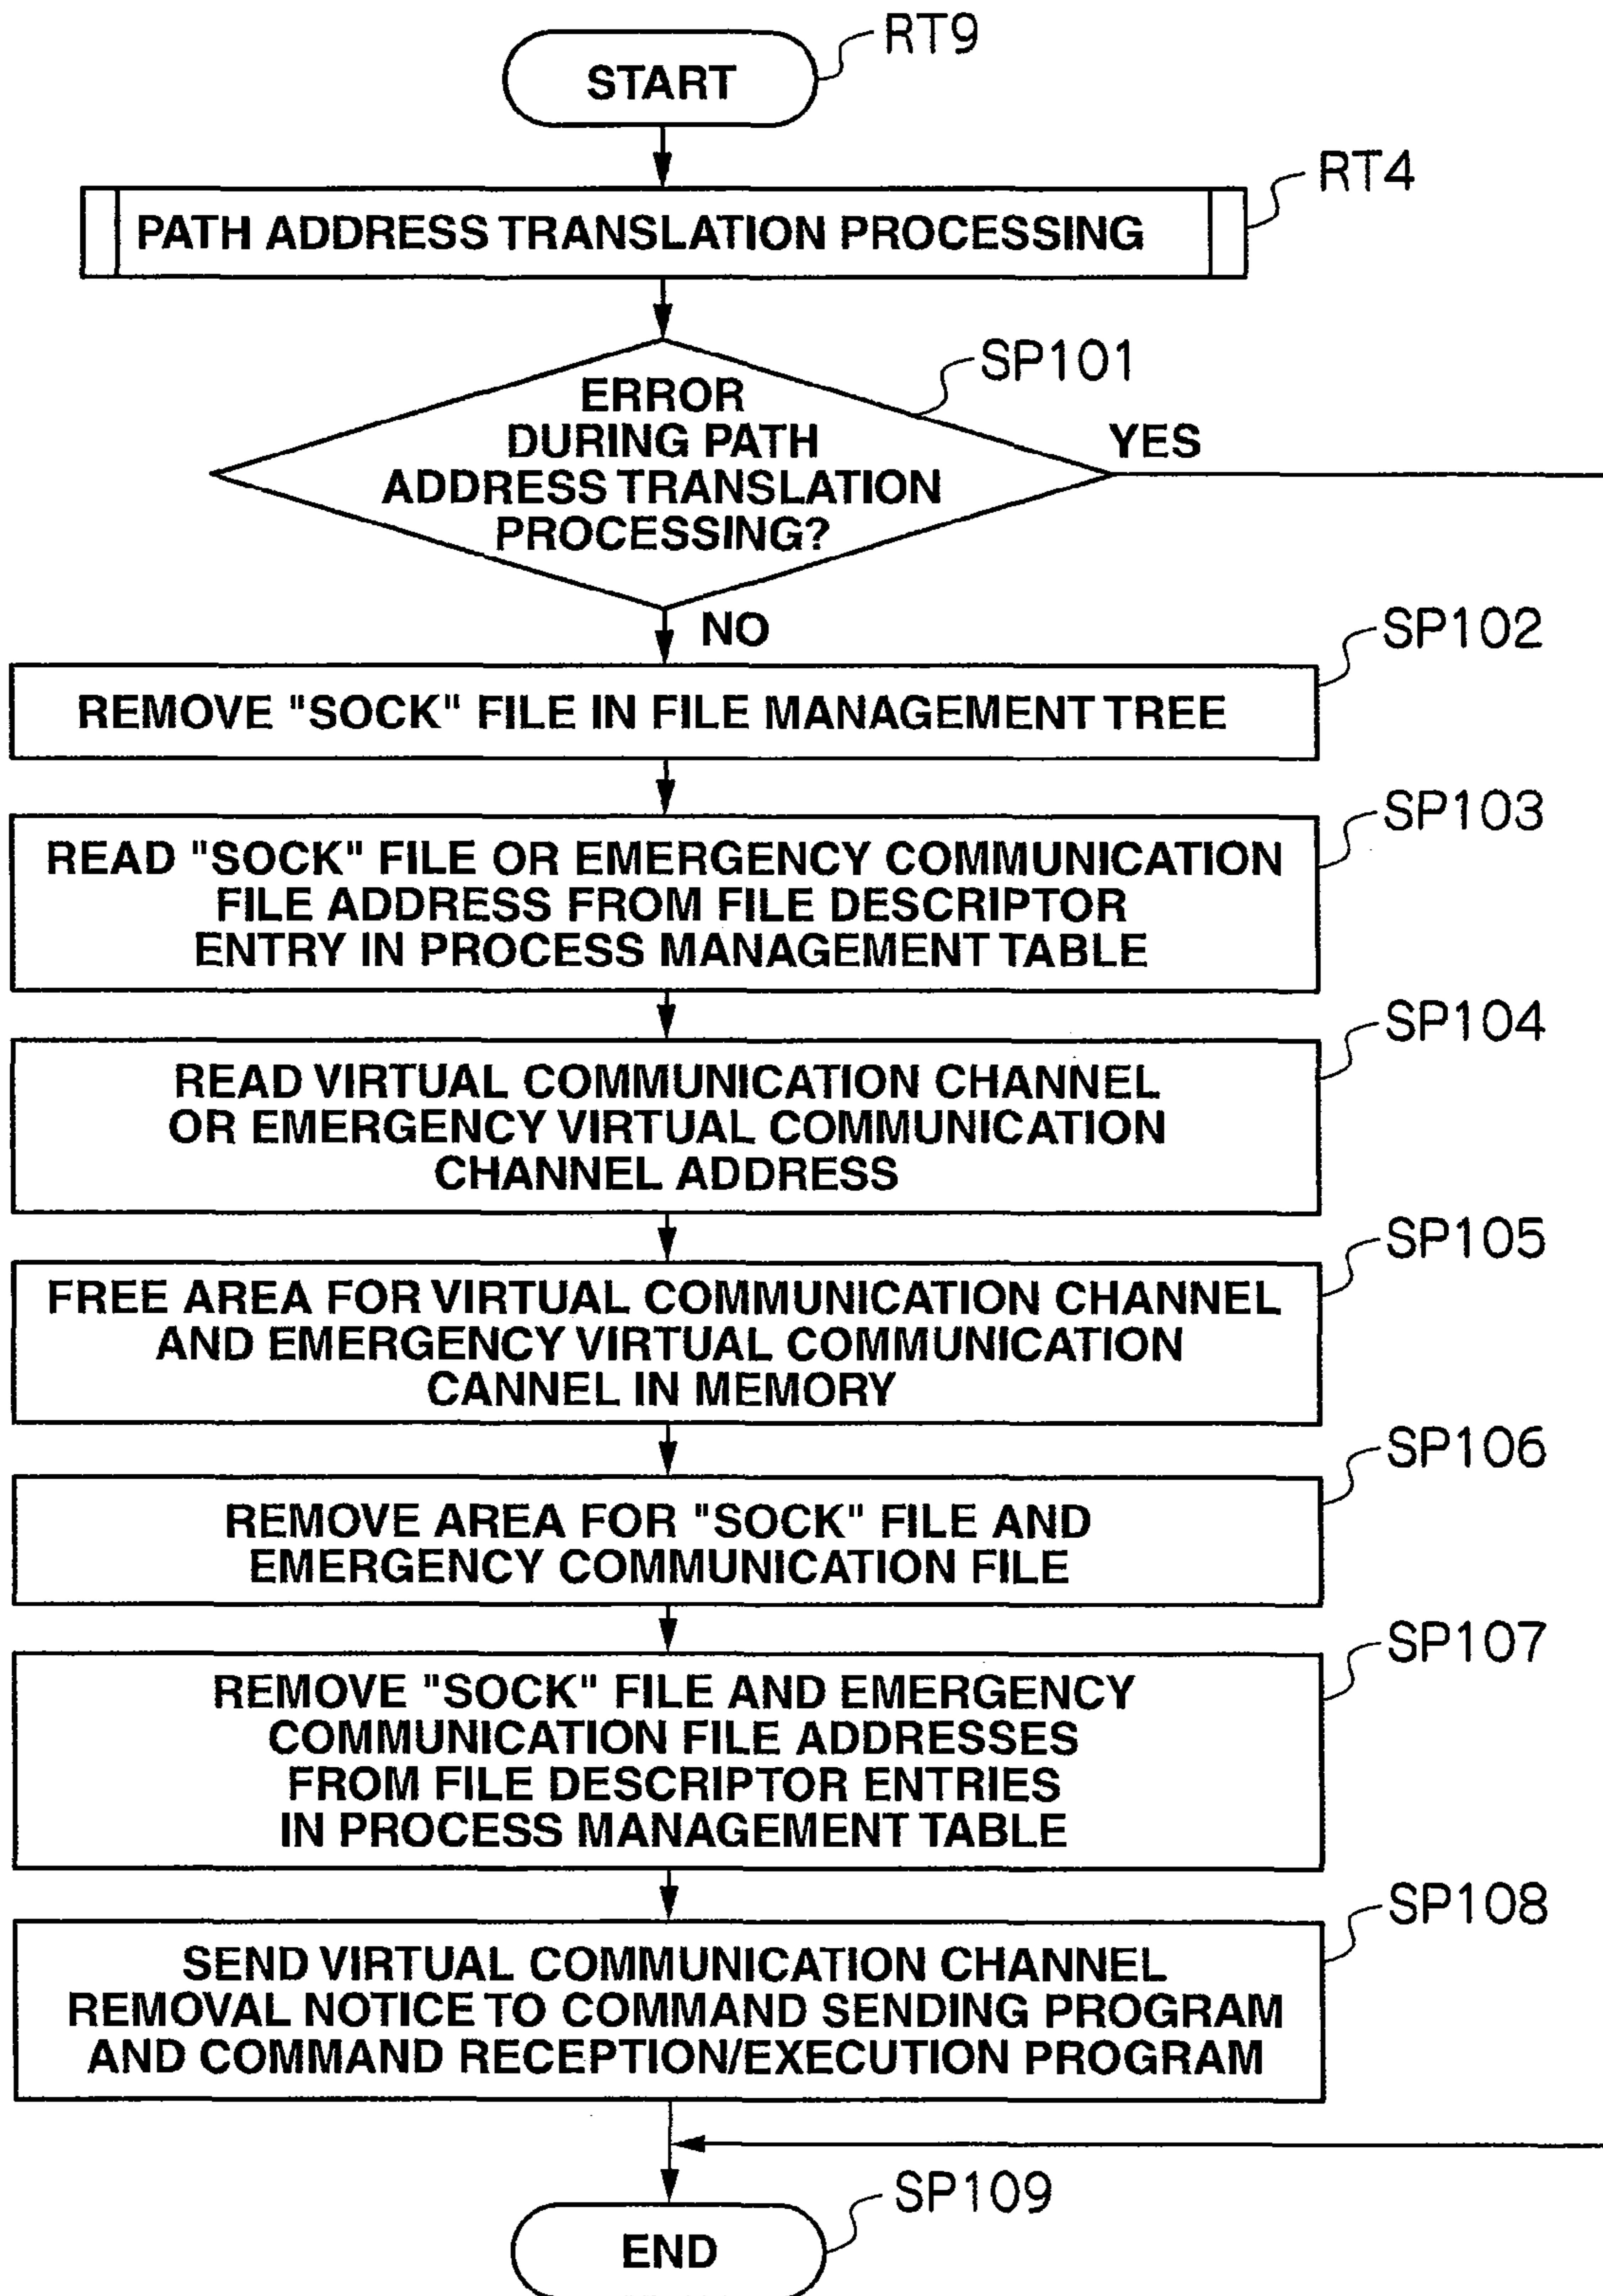 RT9
START
RT4
PATH ADDRESS TRANSLATION PROCESSING
SP101
ERROR
DURING PATH
ADDRESS TRANSLATION
PROCESSING?
YES
NO
SP102
REMOVE "SOCK" FILE IN FILE MANAGEMENT TREE
SP103
READ "SOCK" FILE OR EMERGENCY COMMUNICATION
FILE ADDRESS FROM FILE DESCRIPTOR
ENTRY IN PROCESS MANAGEMENT TABLE
SP104
READ VIRTUAL COMMUNICATION CHANNEL
OR EMERGENCY VIRTUAL COMMUNICATION
CHANNEL ADDRESS
SP105
FREE AREA FOR VIRTUAL COMMUNICATION CHANNEL
AND EMERGENCY VIRTUAL COMMUNICATION
CANNEL IN MEMORY
SP106
REMOVE AREA FOR "SOCK" FILE AND
EMERGENCY COMMUNICATION FILE
SP107
REMOVE "SOCK" FILE AND EMERGENCY
COMMUNICATION FILE ADDRESSES
FROM FILE DESCRIPTOR ENTRIES
IN PROCESS MANAGEMENT TABLE
SP108
SEND VIRTUAL COMMUNICATION CHANNEL
REMOVAL NOTICE TO COMMAND SENDING PROGRAM
AND COMMAND RECEPTION/EXECUTION PROGRAM
SP109
END